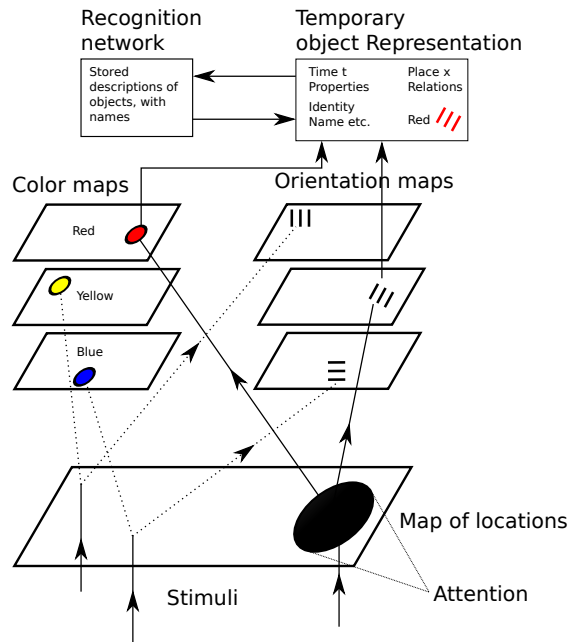 Recognition
network
Temporary
object Representation
Stored
descriptions of
objects, with
names
Time t
Properties
Identity
Name etc.
Place x
Relations
Red
Color maps
Orientation maps
Red
Yellow
Blue
Map of locations
Attention
Stimuli